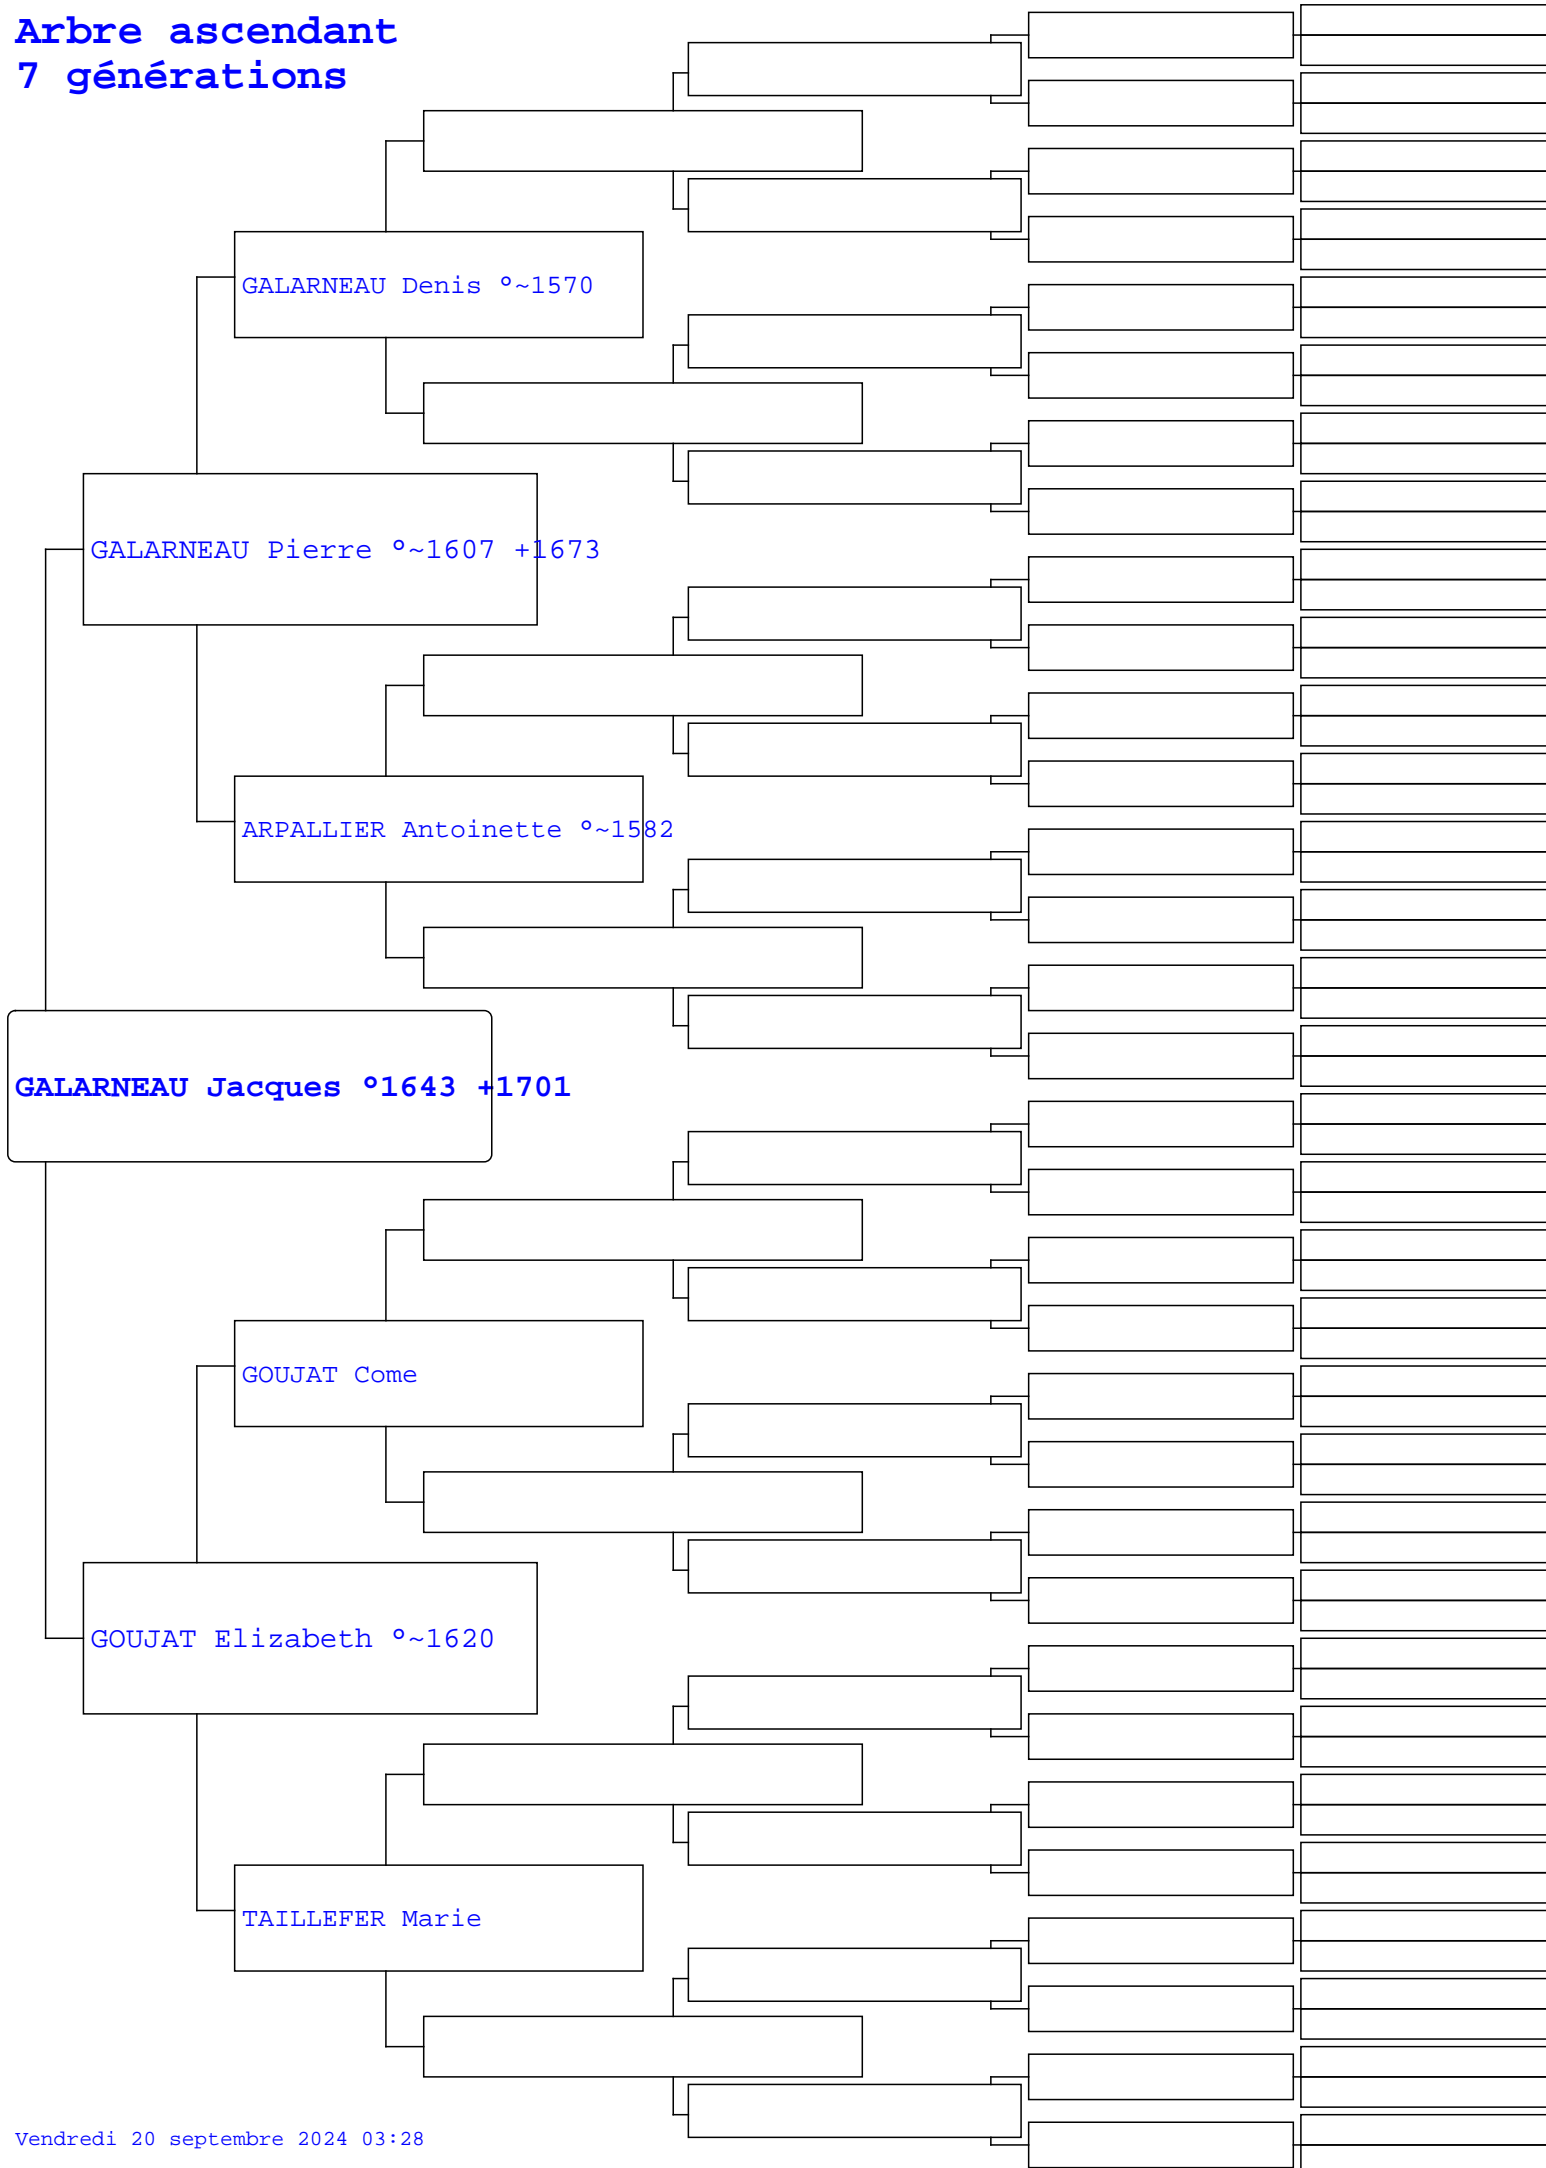 Arbre ascendant
7 générations
GALARNEAU Denis °~1570
GALARNEAU Pierre °~1607 +1673
ARPALLIER Antoinette °~1582
GALARNEAU Jacques °1643 +1701
GOUJAT Come
GOUJAT Elizabeth °~1620
TAILLEFER Marie
Vendredi 20 septembre 2024 03:28